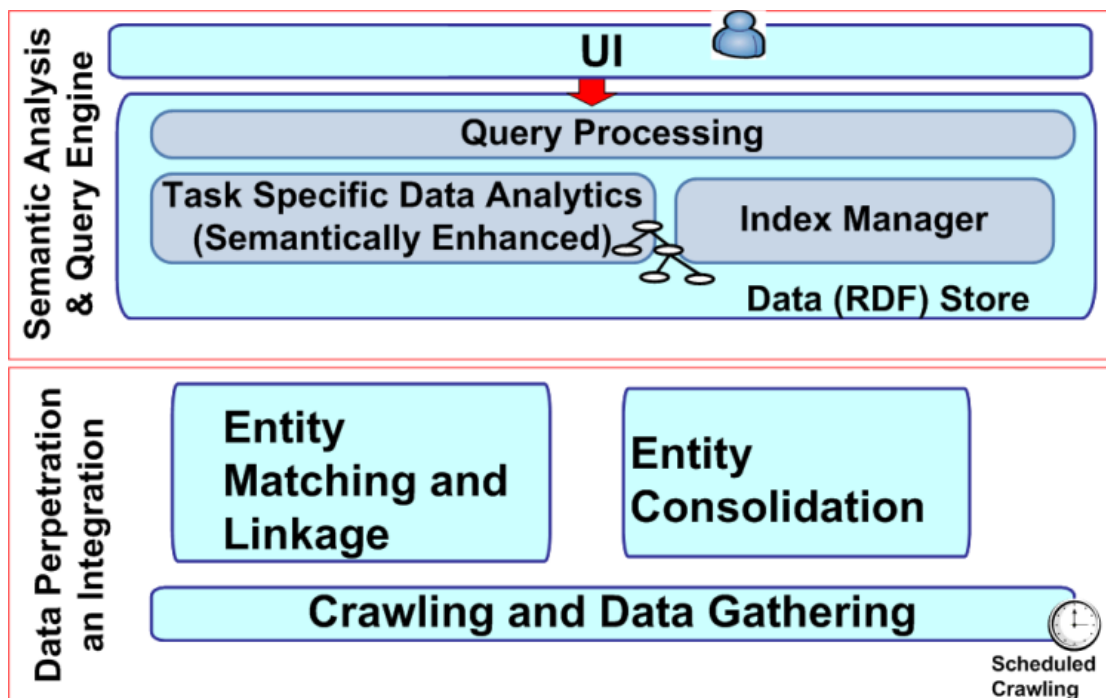 Semantic Analysis
& Query Engine
UI
Query Processing
Task Specific Data Analytics
(Semantically Enhanced)
Index Manager
Data (RDF) Store
Data Perpetration
an Integration
Entity
Matching and
Linkage
Entity
Consolidation
Crawling and Data Gathering
Scheduled
Crawling